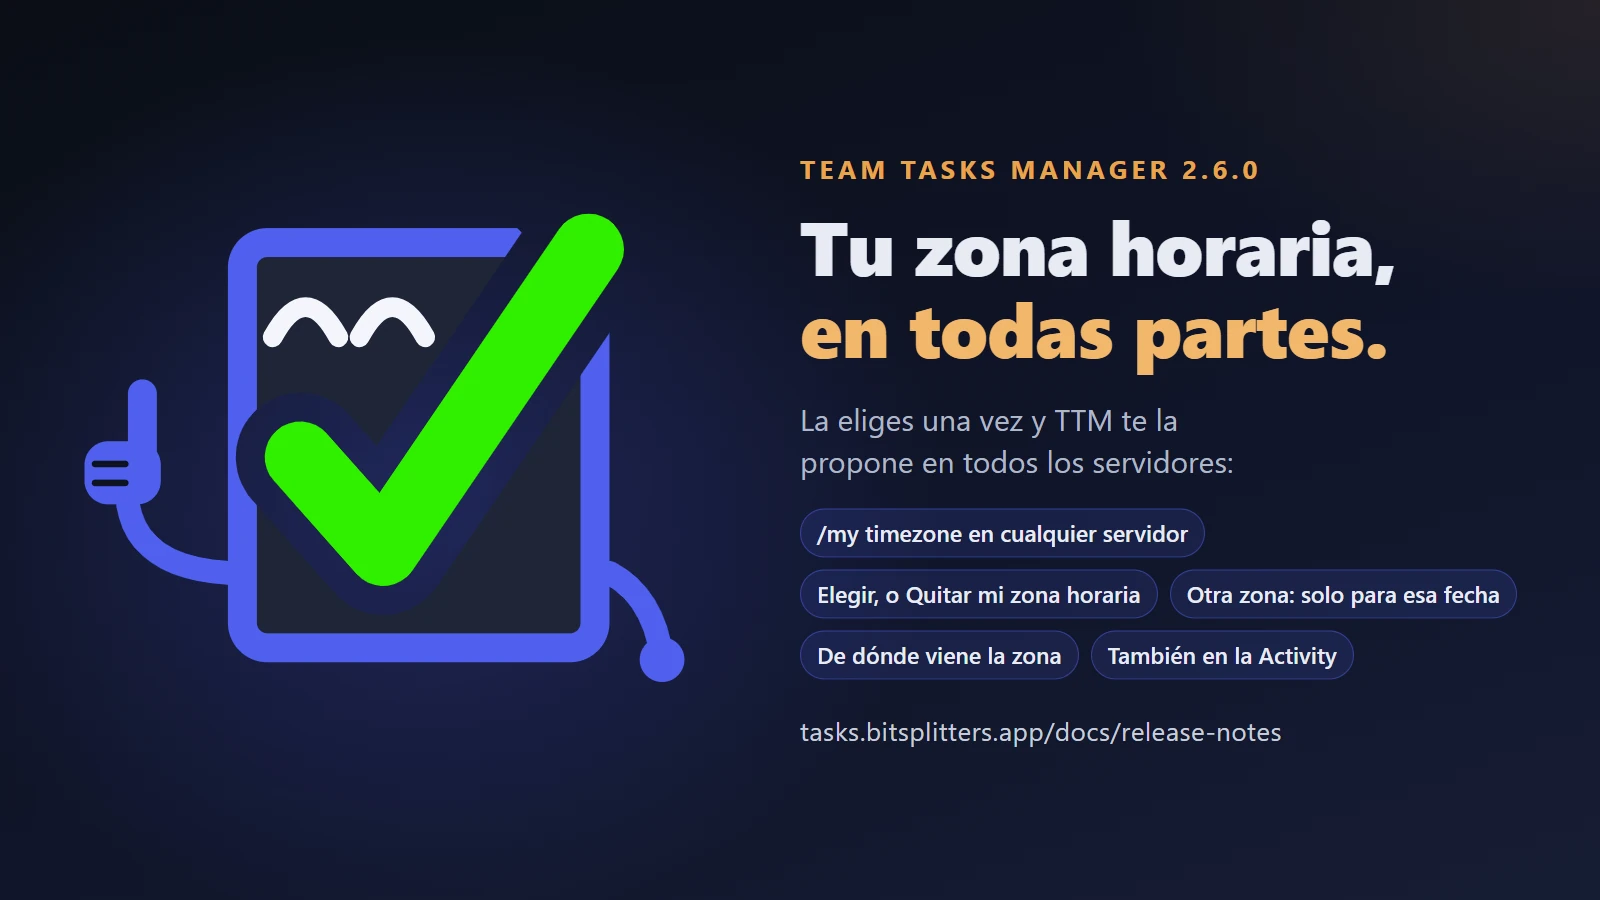 TEAM TASKS MANAGER 2.6.0
Tu zona horaria,
en todas partes.
La eliges una vez y TTM te la
propone en todos los servidores:
/my timezone en cualquier servidor
Elegir, o Quitar mi zona horaria
Otra zona: solo para esa fecha
De dónde viene la zona
También en la Activity
tasks.bitsplitters.app/docs/release-notes